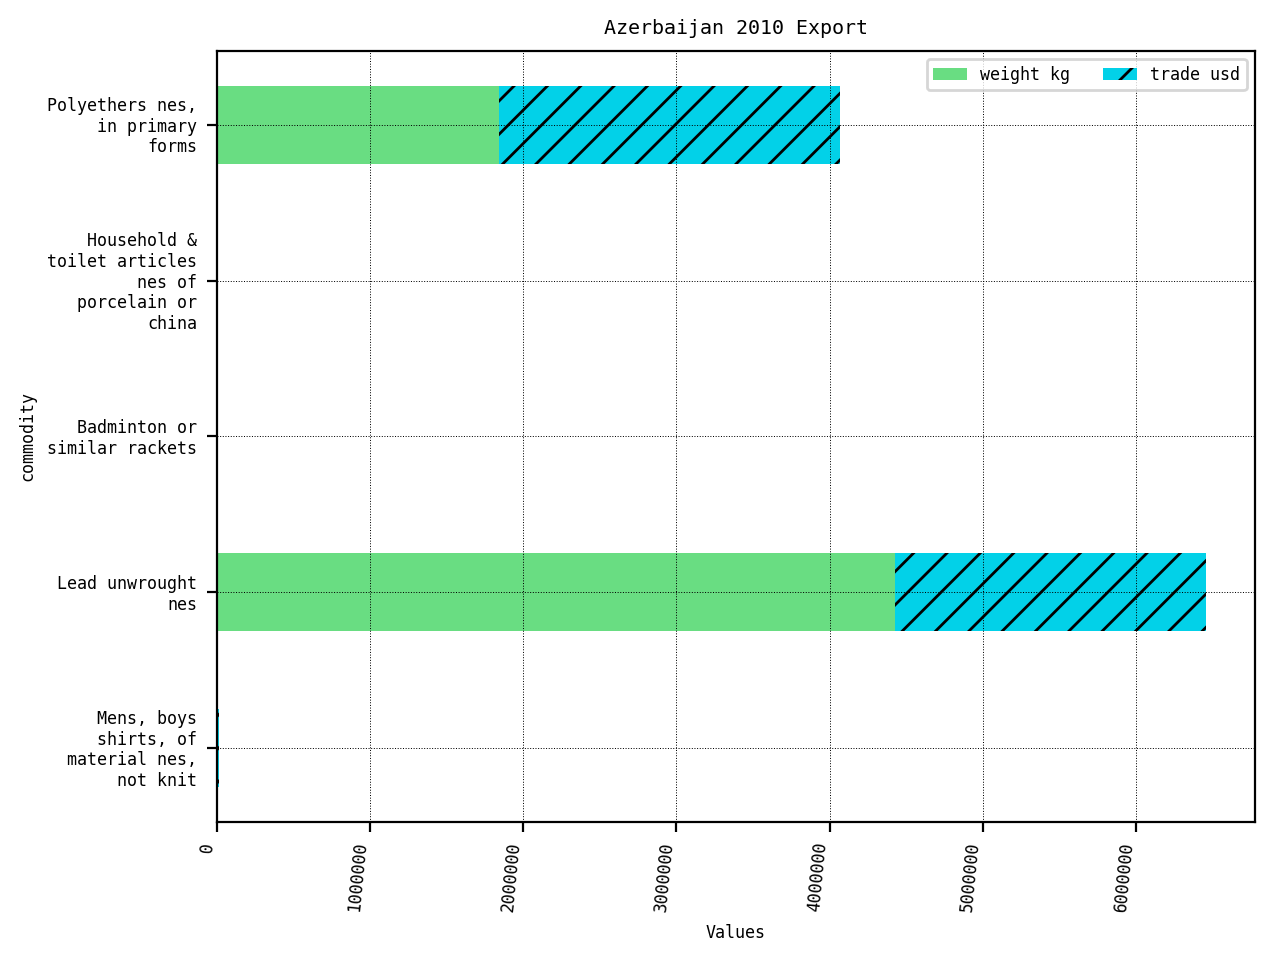 Azerbaijan 2010 Export
weight kg
trade usd
Polyethers nes,
in primary
forms
Household &
toilet articles
nes of
porcelain or
china
Badminton or
similar rackets
Lead unwrought
nes
Mens, boys
shirts, of
material nes,
not knit
commodity
0
1000000
2000000
3000000
4000000
5000000
6000000
Values